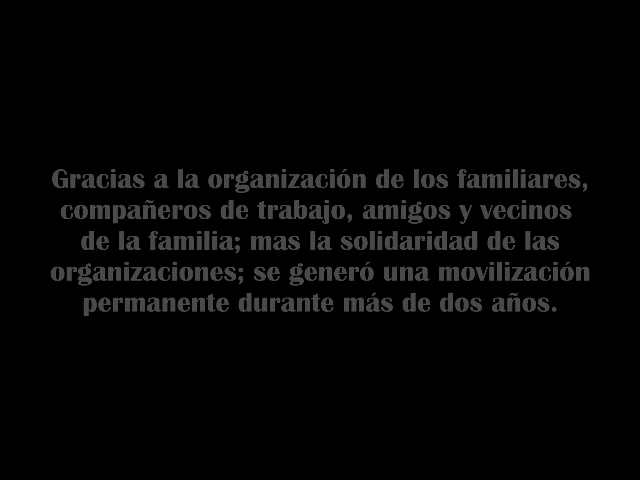 Gracias a la organización de los familiares,
compañeros de trabajo, amigos y vecinos
de la familia; mas la solidaridad de las
organizaciones; se generó una movilización
permanente durante más de dos años.